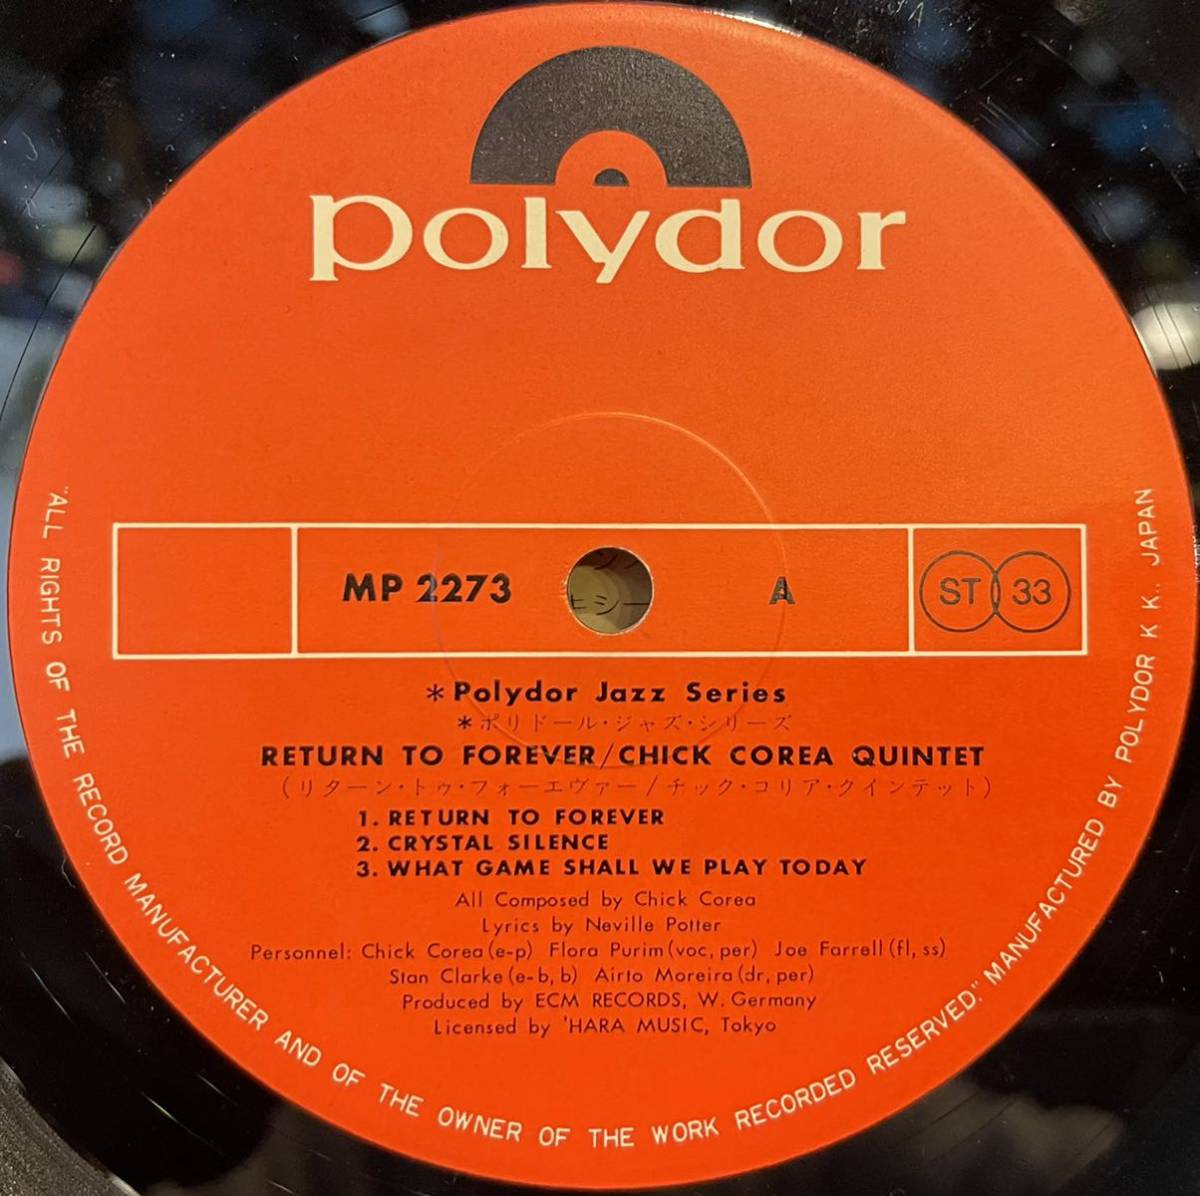 polydor
MP 2273 A ST 33
*Polydor Jazz Series
*ポリドール・ジャズ・シリーズ
RETURN TO FOREVER/CHICK COREA QUINTET
(リターン・トゥ・フォーエヴァー/チック・コリア・クインテット)
1. RETURN TO FOREVER
2. CRYSTAL SILENCE
3. WHAT GAME SHALL WE PLAY TODAY
All Composed by Chick Corea
Lyrics by Neville Potter
Personnel: Chick Corea (e-p) Flora Purim (voc, per) Joe Farrell (fl, ss)
Stan Clarke (e-b, b) Airto Moreira (dr, per)
Produced by ECM RECORDS, W. Germany
Licensed by 'HARA MUSIC, Tokyo
"ALL RIGHTS OF THE RECORD MANUFACTURER AND OF THE OWNER OF THE WORK RECORDED RESERVED." MANUFACTURED BY POLYDOR K K., JAPAN